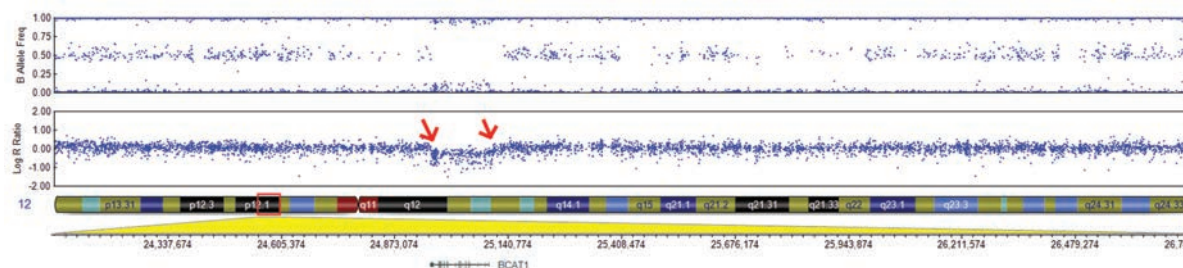 B Allele Freq
1.00
0.75
0.50
0.25
0.00
Log R Ratio
2.00
1.00
0.00
-1.00
-2.00
12
p13.31 p12.3 p12.1 q11 q12 q14.1 q15 q21.1 q21.2 q21.31 q21.33 q22 q23.1 q23.3 q24.31 q24.33
24,337,674 24,605,374 24,873,074 25,140,774 25,408,474 25,676,174 25,943,874 26,211,574 26,479,274 26,7
BCAT1